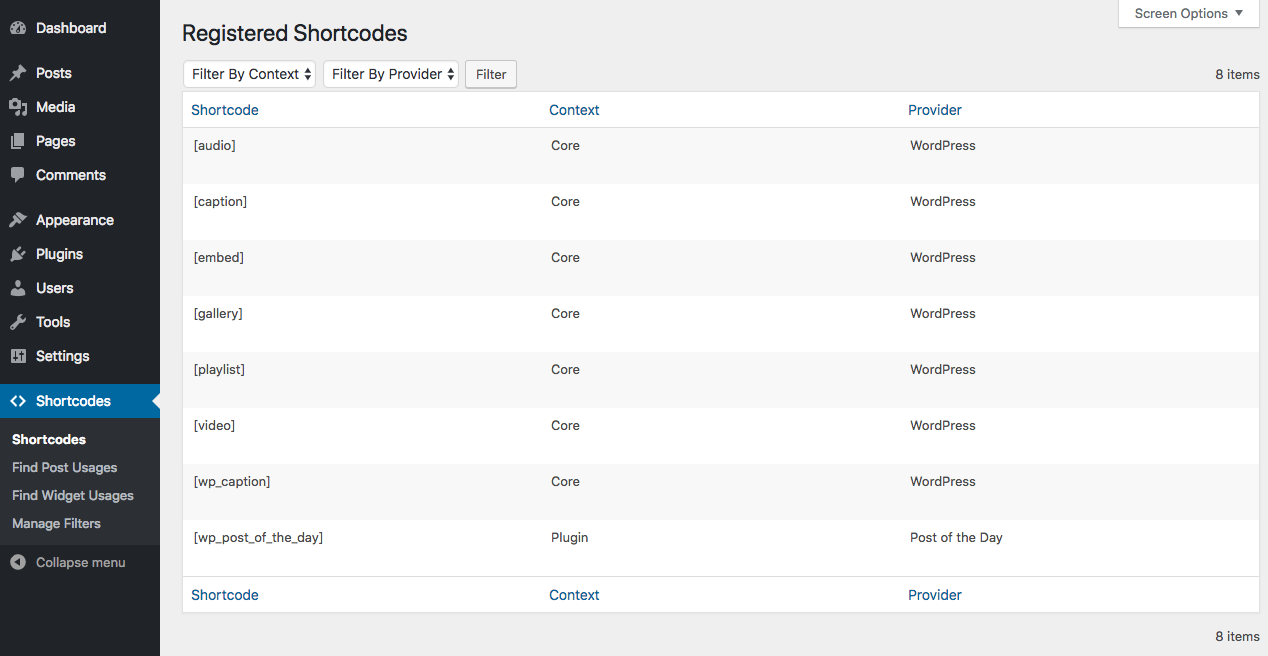 Dashboard
Posts
Media
Pages
Comments
Appearance
Plugins
Users
Tools
Settings
Shortcodes
Shortcodes
Find Post Usages
Find Widget Usages
Manage Filters
Collapse menu
Screen Options
Registered Shortcodes
Filter By Context Filter By Provider Filter 8 items
Shortcode Context Provider
[audio] Core WordPress
[caption] Core WordPress
[embed] Core WordPress
[gallery] Core WordPress
[playlist] Core WordPress
[video] Core WordPress
[wp_caption] Core WordPress
[wp_post_of_the_day] Plugin Post of the Day
Shortcode Context Provider
8 items